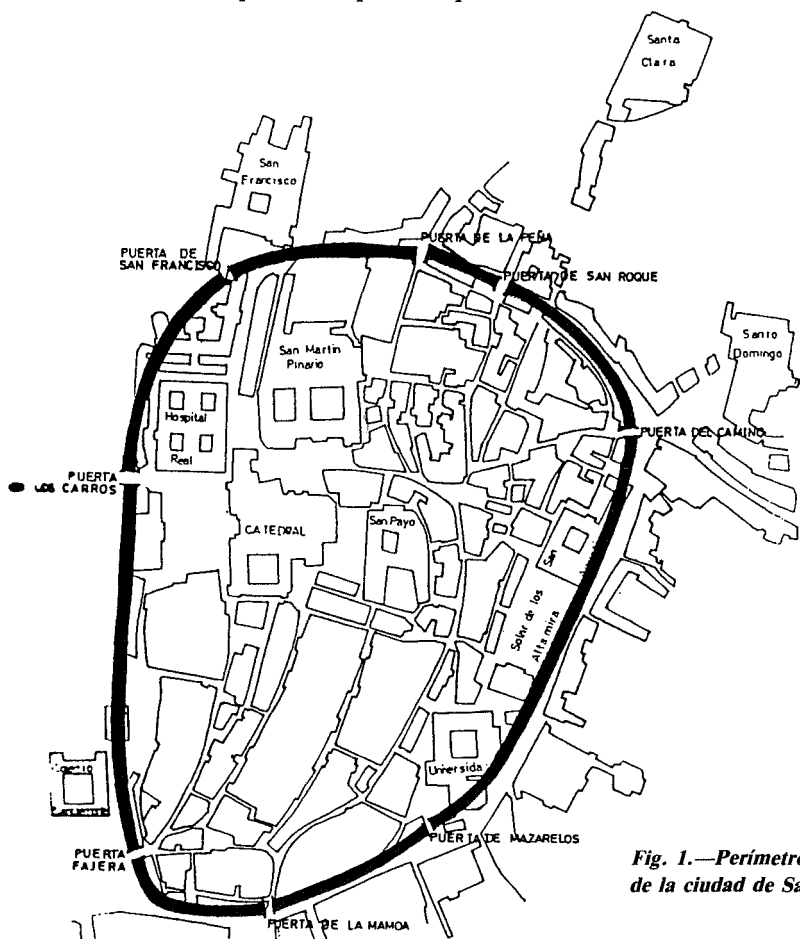 Santa
Clara
San
Francisco
PUERTA DE
SAN FRANCISCO
PUERTA DE LA PEÑA
PUERTA DE SAN ROQUE
San Martin
Pinario
Santo
Domingo
Hospital
Real
PUERTA DEL CAMINO
PUERTA
LOS CARROS
CATEDRAL
San Payo
San
Solar de los
Altamira
Universida
PUERTA DE MAZARELOS
PUERTA
FAJERA
PUERTA DE LA MAMOA
Fig. 1.—Perímetro
de la ciudad de Sa